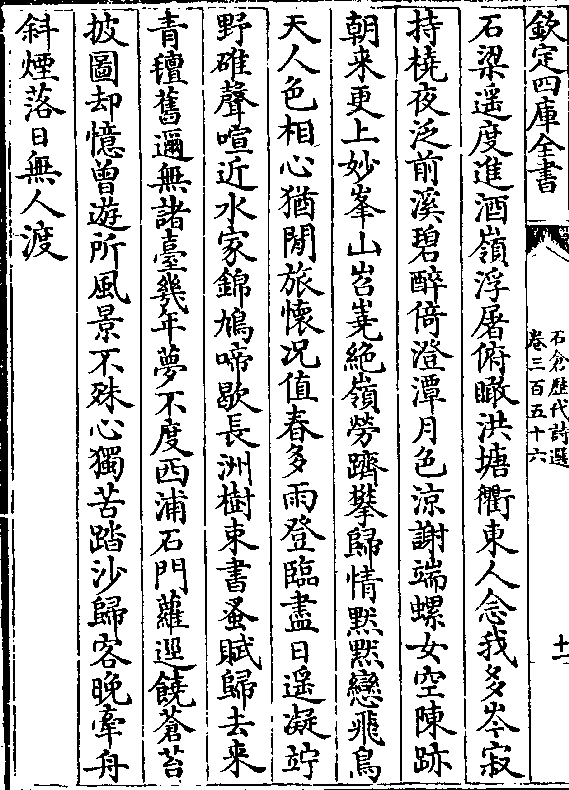 欽定四庫全書
石倉歷代詩選
卷三百五十六
十一
石梁遥度進酒嶺浮屠俯瞰洪塘衢東人念我多岑寂
持橈夜泛前溪碧醉倚澄潭月色涼謝端螺女空陳跡
朝来更上妙峯山岧嶤絶嶺勞躋攀歸情黙黙戀飛鳥
天人色相心猶閒旅懷况值春多雨登臨盡日遥凝竚
野碓聲喧近水家錦鳩啼歇長洲樹束書蚤賦歸去来
青氊舊邇無諸臺幾年夢不度西浦石門蘿逕饒蒼苔
披圖却憶曾遊所風景不殊心獨苦踏沙歸客晚牽舟
斜煙落日無人渡